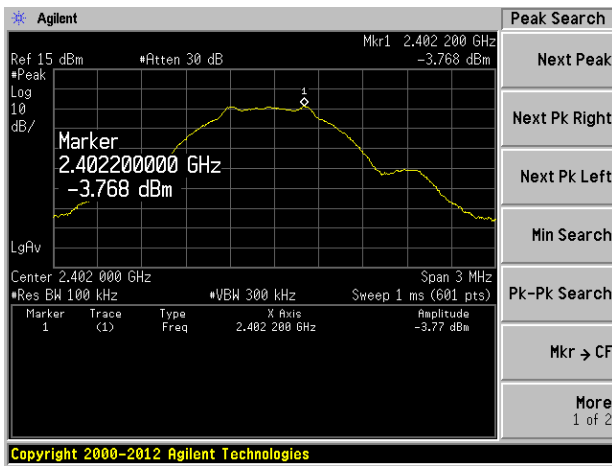 Agilent
Peak Search
Mkr1 2.402 200 GHz
Ref 15 dBm #Atten 30 dB -3.768 dBm
#Peak
Log
10
dB/
1
Marker
2.402200000 GHz
-3.768 dBm
LgAv
Center 2.402 000 GHz Span 3 MHz
#Res BW 100 kHz #VBW 300 kHz Sweep 1 ms (601 pts)
Marker Trace Type X Axis Amplitude
1 (1) Freq 2.402 200 GHz -3.77 dBm
Next Peak
Next Pk Right
Next Pk Left
Min Search
Pk-Pk Search
Mkr → CF
More
1 of 2
Copyright 2000-2012 Agilent Technologies